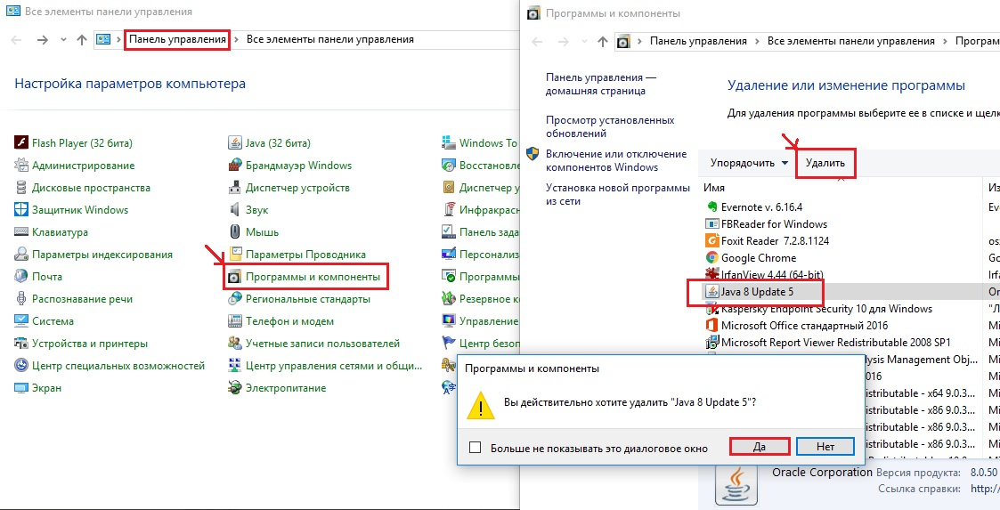 Все элементы панели управления
Панель управления Все элементы панели управления
Настройка параметров компьютера
Flash Player (32 бита)
Java (32 бита)
Windows To
Администрирование
Брандмауэр Windows
Восстановле
Дисковые пространства
Диспетчер устройств
Диспетчер у
Защитник Windows
Звук
Инфракрасн
Клавиатура
Мышь
Панель зада
Параметры индексирования
Параметры Проводника
Персонализ
Почта
Программы и компоненты
Программы
Распознавание речи
Региональные стандарты
Резервное к
Система
Телефон и модем
Управление
Устройства и принтеры
Учетные записи пользователей
Центр безоп
Центр специальных возможностей
Центр управления сетями и общи...
Экран
Электропитание
Программы и компоненты
Панель управления Все элементы панели управления Програм
Панель управления —
домашняя страница
Просмотр установленных
обновлений
Включение или отключение
компонентов Windows
Установка новой программы
из сети
Удаление или изменение программы
Для удаления программы выберите ее в списке и щелк
Упорядочить Удалить
Имя Из
Evernote v. 6.16.4 Eve
FBReader for Windows
Foxit Reader 7.2.8.1124 os
Google Chrome Go
IrfanView 4.44 (64-bit) Irf
Java 8 Update 5 Or
Kaspersky Endpoint Security 10 для Windows "Л
Microsoft Office стандартный 2016 Mi
Microsoft Report Viewer Redistributable 2008 SP1 Mi
alysis Management Obj... Mi
2016 Mi
distributable - x64 9.0.3... Mi
distributable - x86 9.0.3... Mi
distributable - x86 9.0.3... Mi
distributable - x86 9.0.3... Mi
Программы и компоненты
Вы действительно хотите удалить "Java 8 Update 5"?
Больше не показывать это диалоговое окно
Да Нет
Oracle Corporation Версия продукта: 8.0.50
Ссылка справки: http://